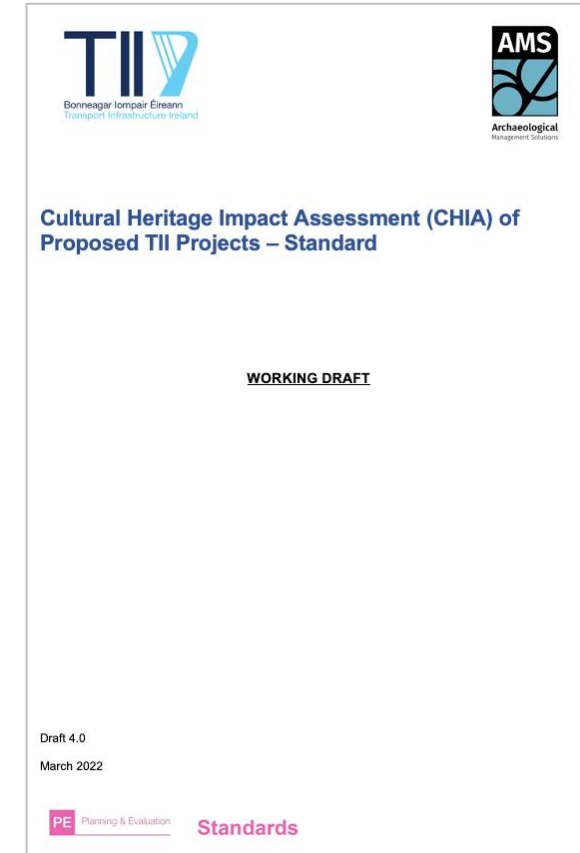 TII
Bonneagar Iompair Éireann
Transport Infrastructure Ireland
AMS
Archaeological
Management Solutions
Cultural Heritage Impact Assessment (CHIA) of
Proposed TII Projects – Standard
WORKING DRAFT
Draft 4.0
March 2022
PE Planning & Evaluation Standards